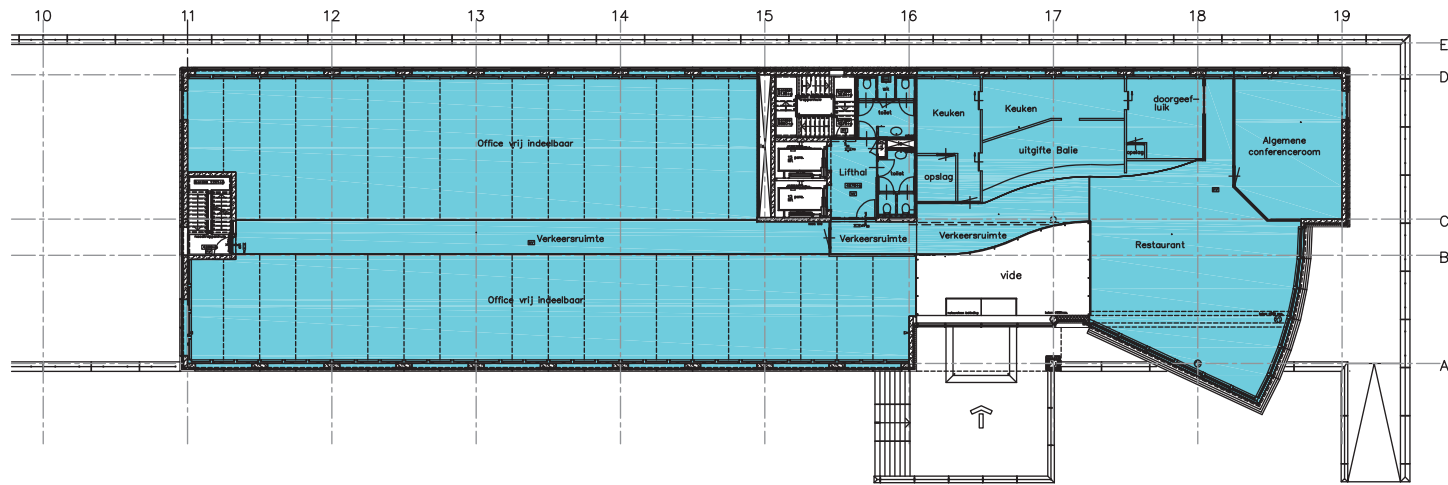 10 11 12 13 14 15 16 17 18 19
E
D
Keuken
Keuken
doorgeef-
luik
toilet
Office vrij indeelbaar
uitgifte Balie
opslag
Algemene
conferenceroom
Lifthal
toilet
opslag
C
Verkeersruimte
Verkeersruimte
Verkeersruimte
Restaurant
B
vide
Office vrij indeelbaar
A